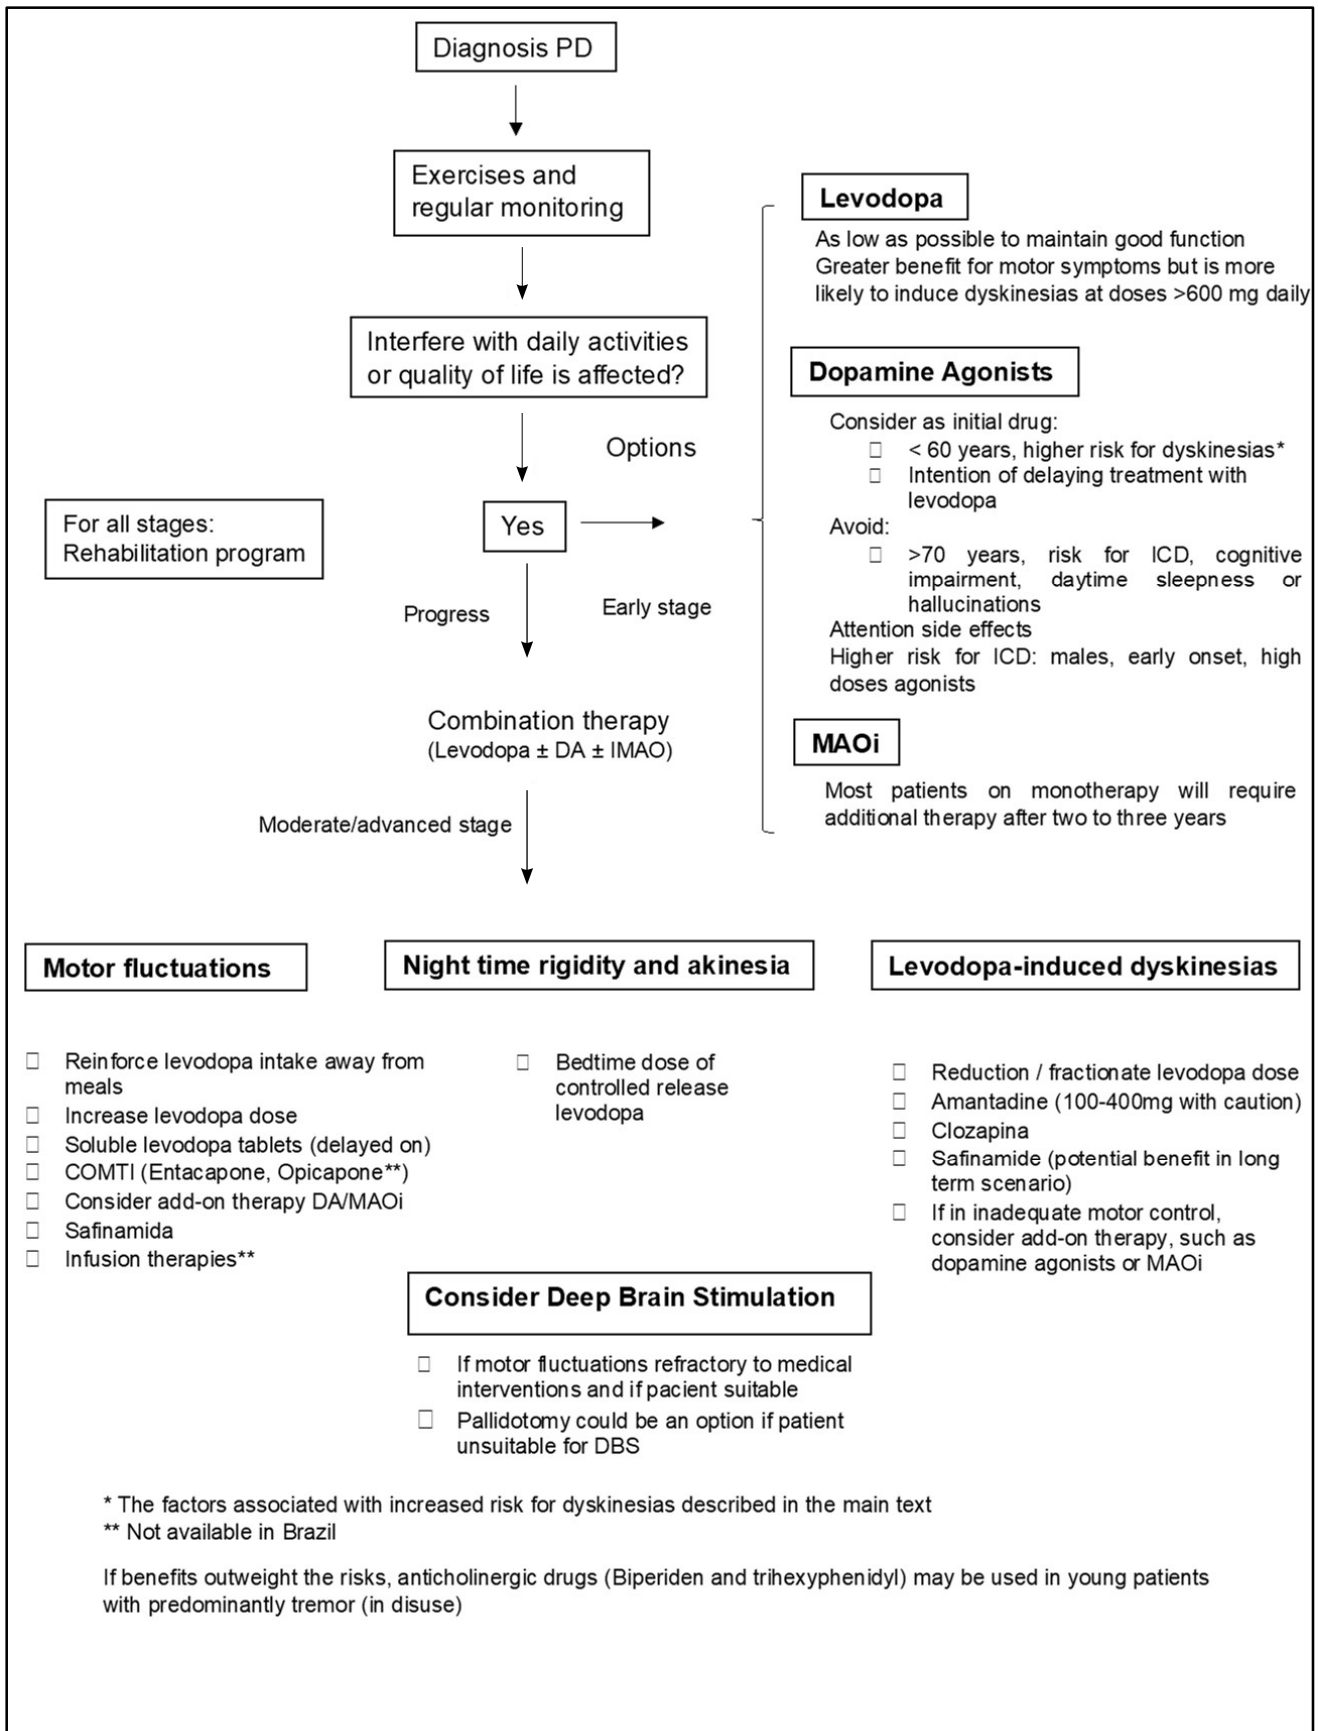 Diagnosis PD
Exercises and
regular monitoring
Interfere with daily activities
or quality of life is affected?
Options
For all stages:
Rehabilitation program
Yes
Progress
Early stage
Combination therapy
(Levodopa ± DA ± IMAO)
Moderate/advanced stage
Levodopa
As low as possible to maintain good function
Greater benefit for motor symptoms but is more
likely to induce dyskinesias at doses >600 mg daily
Dopamine Agonists
Consider as initial drug:
< 60 years, higher risk for dyskinesias*
Intention of delaying treatment with
levodopa
Avoid:
>70 years, risk for ICD, cognitive
impairment, daytime sleepness or
hallucinations
Attention side effects
Higher risk for ICD: males, early onset, high
doses agonists
MAOi
Most patients on monotherapy will require
additional therapy after two to three years
Motor fluctuations
Reinforce levodopa intake away from
meals
Increase levodopa dose
Soluble levodopa tablets (delayed on)
COMTI (Entacapone, Opicapone**)
Consider add-on therapy DA/MAOi
Safinamida
Infusion therapies**
Night time rigidity and akinesia
Bedtime dose of
controlled release
levodopa
Levodopa-induced dyskinesias
Reduction / fractionate levodopa dose
Amantadine (100-400mg with caution)
Clozapina
Safinamide (potential benefit in long
term scenario)
If in inadequate motor control,
consider add-on therapy, such as
dopamine agonists or MAOi
Consider Deep Brain Stimulation
If motor fluctuations refractory to medical
interventions and if pacient suitable
Pallidotomy could be an option if patient
unsuitable for DBS
* The factors associated with increased risk for dyskinesias described in the main text
** Not available in Brazil
If benefits outweight the risks, anticholinergic drugs (Biperiden and trihexyphenidyl) may be used in young patients
with predominantly tremor (in disuse)